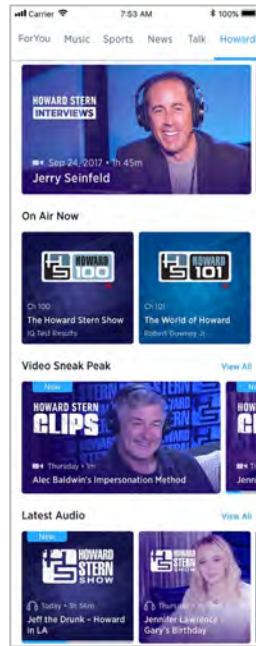 Carrier 7:53 AM 100%
ForYou Music Sports News Talk Howard
HOWARD STERN
INTERVIEWS
Sep 24, 2017 • 1h 45m
Jerry Seinfeld
On Air Now
HOWARD
100
HOWARD
101
Ch 100
The Howard Stern Show
IQ Test Results
Ch 101
The World of Howard
Robert Downey Jr.
Video Sneak Peak View All
New
HOWARD STERN
CLIPS
Thursday • 1m
Alec Baldwin's Impersonation Method
New
Latest Audio View All
New
HOWARD
STERN
SHOW
Today • 1h 56m
Jeff the Drunk – Howard
in LA
HOWARD
STERN
SHOW
Jennifer Lawrence -
Gary's Birthday